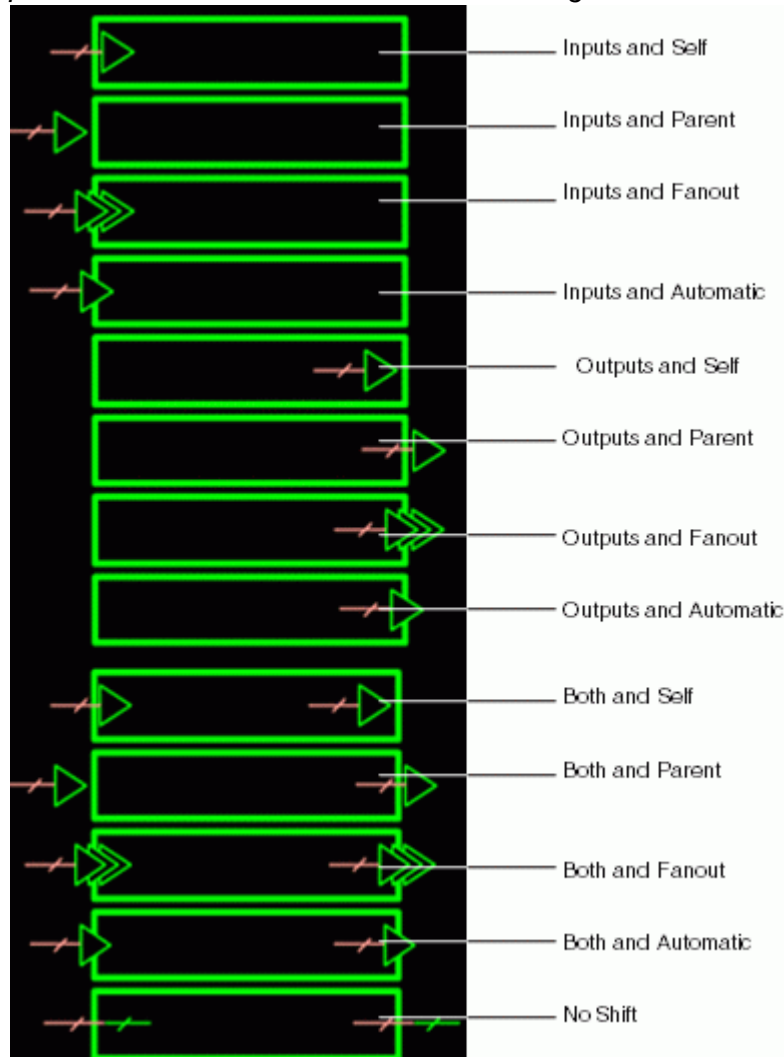 Inputs and Self
Inputs and Parent
Inputs and Fanout
Inputs and Automatic
Outputs and Self
Outputs and Parent
Outputs and Fanout
Outputs and Automatic
Both and Self
Both and Parent
Both and Fanout
Both and Automatic
No Shift